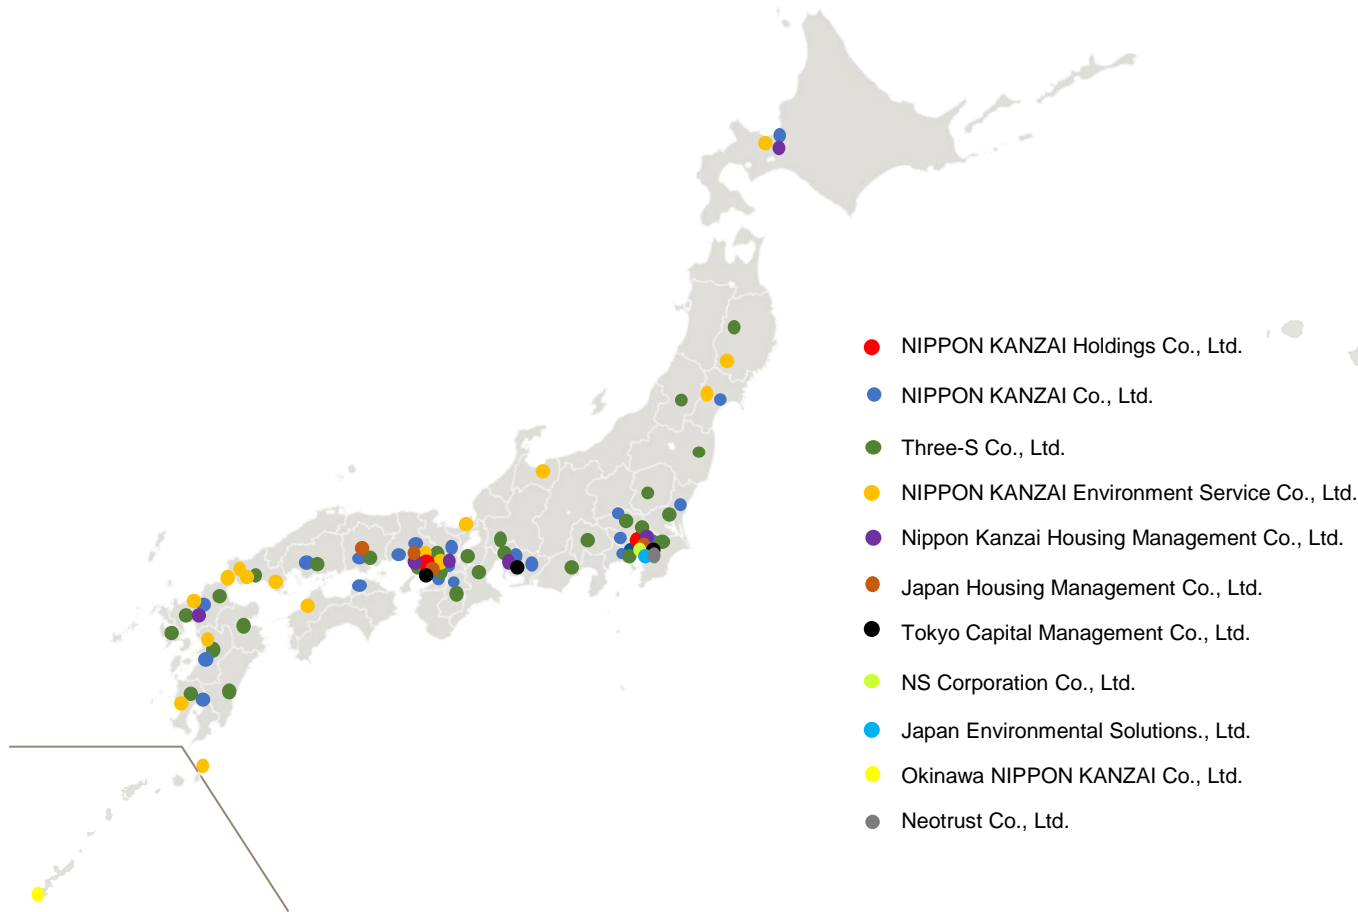 NIPPON KANZAI Holdings Co., Ltd.
NIPPON KANZAI Co., Ltd.
Three-S Co., Ltd.
NIPPON KANZAI Environment Service Co., Ltd.
Nippon Kanzai Housing Management Co., Ltd.
Japan Housing Management Co., Ltd.
Tokyo Capital Management Co., Ltd.
NS Corporation Co., Ltd.
Japan Environmental Solutions., Ltd.
Okinawa NIPPON KANZAI Co., Ltd.
Neotrust Co., Ltd.